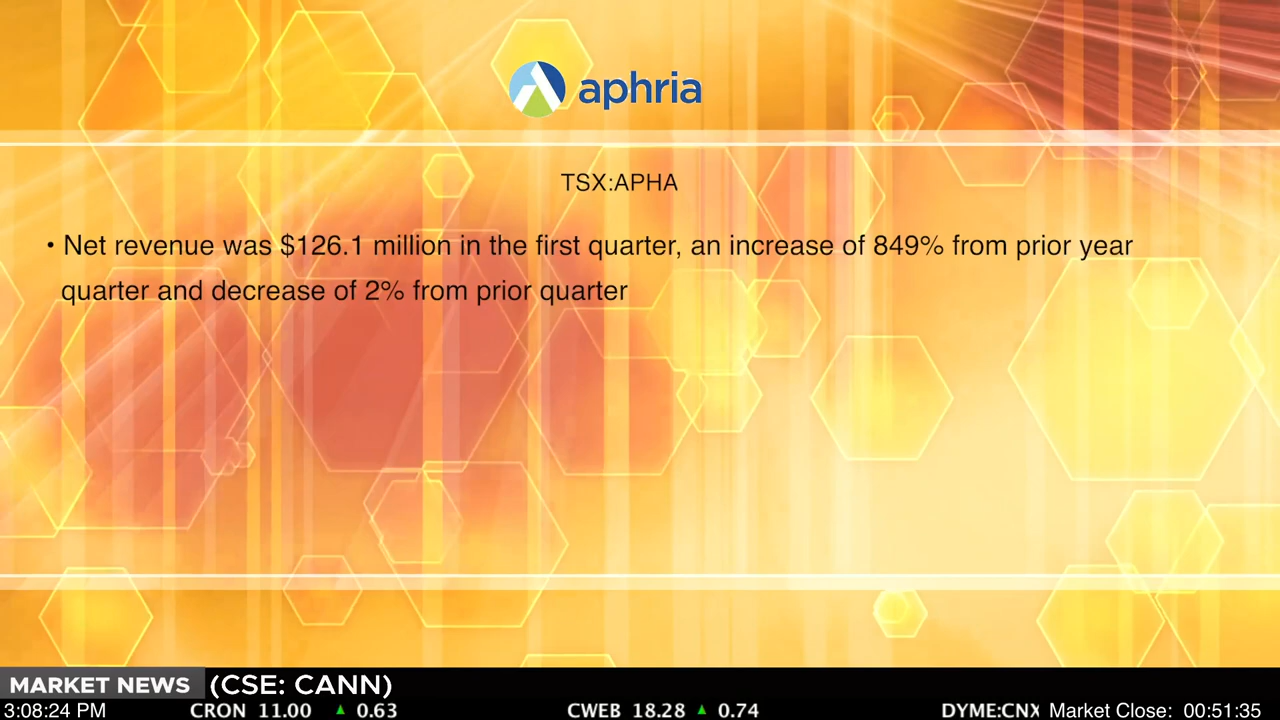 aphria
TSX:APHA
• Net revenue was $126.1 million in the first quarter, an increase of 849% from prior year
quarter and decrease of 2% from prior quarter
MARKET NEWS (CSE: CANN)
3:08:24 PM CRON 11.00 ▲ 0.63 CWEB 18.28 ▲ 0.74 DYME:CNX Market Close: 00:51:35